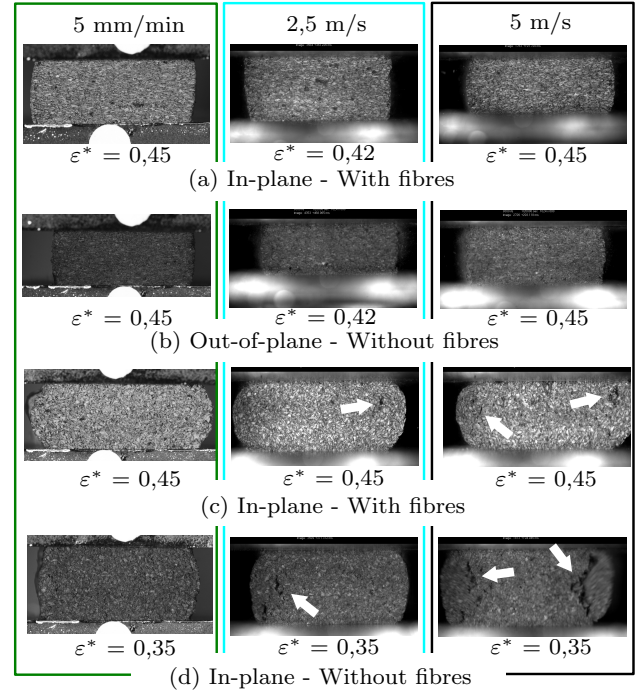 5 mm/min 2,5 m/s 5 m/s
ε* = 0,45 ε* = 0,42 ε* = 0,45
(a) In-plane - With fibres
ε* = 0,45 ε* = 0,42 ε* = 0,45
(b) Out-of-plane - Without fibres
ε* = 0,45 ε* = 0,45 ε* = 0,45
(c) In-plane - With fibres
ε* = 0,35 ε* = 0,35 ε* = 0,35
(d) In-plane - Without fibres